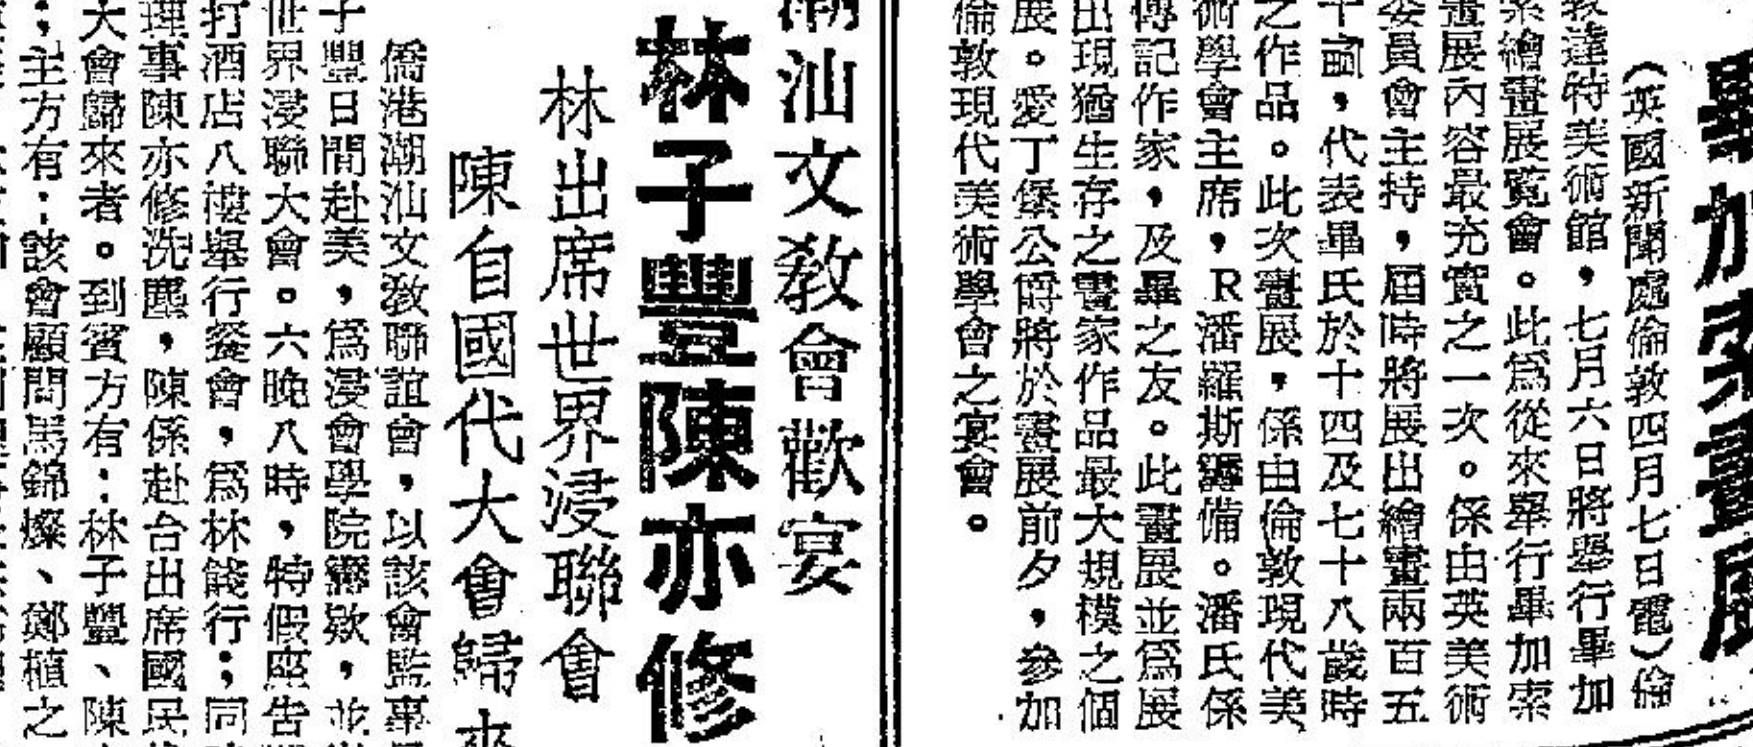 畢加索畫展
（英國新聞處倫敦四月七日電）倫
敦達特美術館，七月六日將舉行畢加
索繪畫展覽會。此爲從來舉行畢加索
畫展內容最充實之一次。係由英美術
委員會主持，屆時將展出繪畫兩百五
十幀，代表畢氏於十四及七十八歲時
之作品。此次畫展，係由倫敦現代美
術學會主席，R潘羅斯籌備。潘氏係
傳記作家，及畢之友。此畫展並爲展
出現猶生存之畫家作品最大規模之個
展。愛丁堡公爵將於畫展前夕，參加
倫敦現代美術學會之宴會。
潮汕文教會歡宴
林子豐陳亦修
林出席世界浸聯會
陳自國代大會歸來
僑港潮汕文教聯誼會，以該會監事
子豐日間赴美，爲浸會學院籌款，並
世界浸聯大會。六晚八時，特假座告
打酒店八樓舉行餐會，爲林餞行；同
理事陳亦修洗塵，陳係赴台出席國民
大會歸來者。到賓方有：林子豐、陳
；主方有：該會顧問馬錦燦、鄭植之